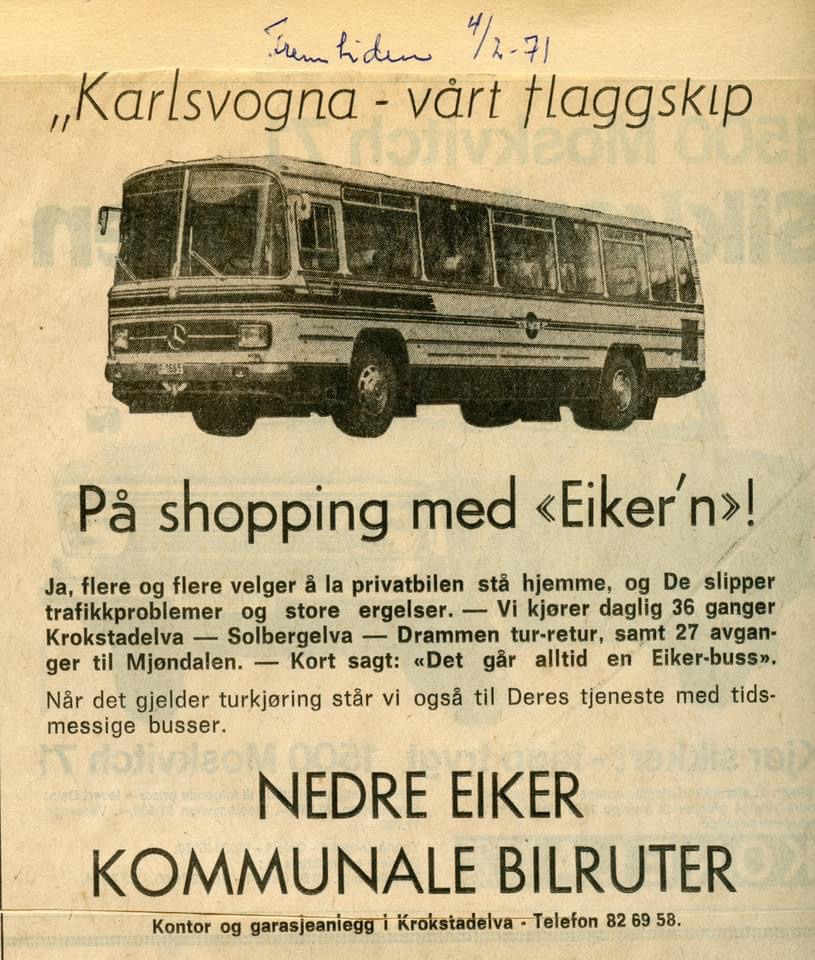 Fremtiden 4/2-71
„Karlsvogna - vårt flaggskip
På shopping med «Eiker'n»!
Ja, flere og flere velger å la privatbilen stå hjemme, og De slipper
trafikkproblemer og store ergelser. — Vi kjører daglig 36 ganger
Krokstadelva — Solbergelva — Drammen tur-retur, samt 27 avgan-
ger til Mjøndalen. — Kort sagt: «Det går alltid en Eiker-buss».
Når det gjelder turkjøring står vi også til Deres tjeneste med tids-
messige busser.
NEDRE EIKER
KOMMUNALE BILRUTER
Kontor og garasjeanlegg i Krokstadelva - Telefon 82 69 58.